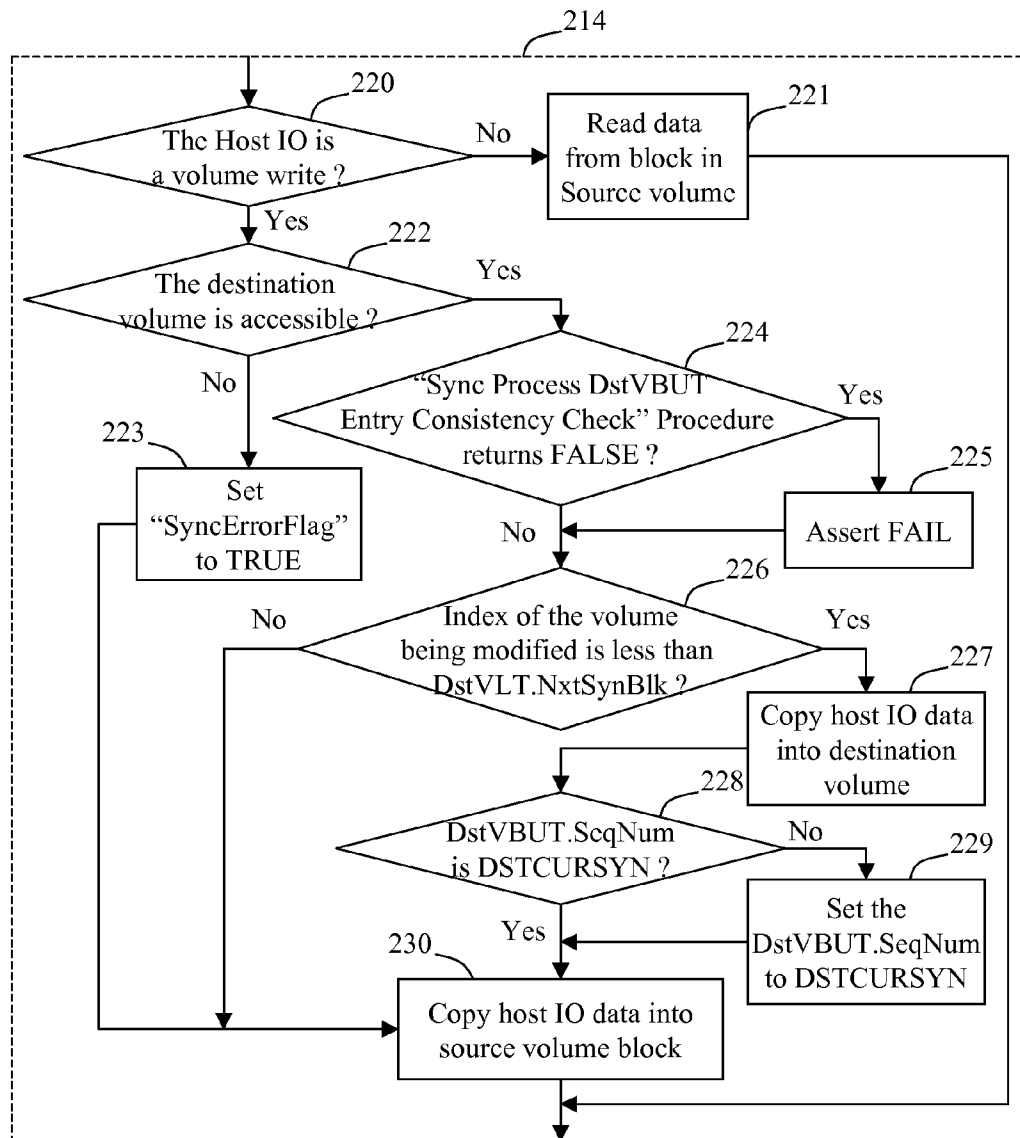 214
220
The Host IO is
a volume write ?
No
Read data
from block in
Source volume
221
Yes
222
The destination
volume is accessible ?
Yes
No
224
“Sync Process DstVBUT
Entry Consistency Check” Procedure
returns FALSE ?
Yes
223
Set
“SyncErrorFlag”
to TRUE
225
Assert FAIL
No
226
Index of the volume
being modified is less than
DstVLT.NxtSynBlk ?
No
Yes
227
Copy host IO data
into destination
volume
228
DstVBUT.SeqNum
is DSTCURSYN ?
No
229
Set the
DstVBUT.SeqNum
to DSTCURSYN
Yes
230
Copy host IO data into
source volume block